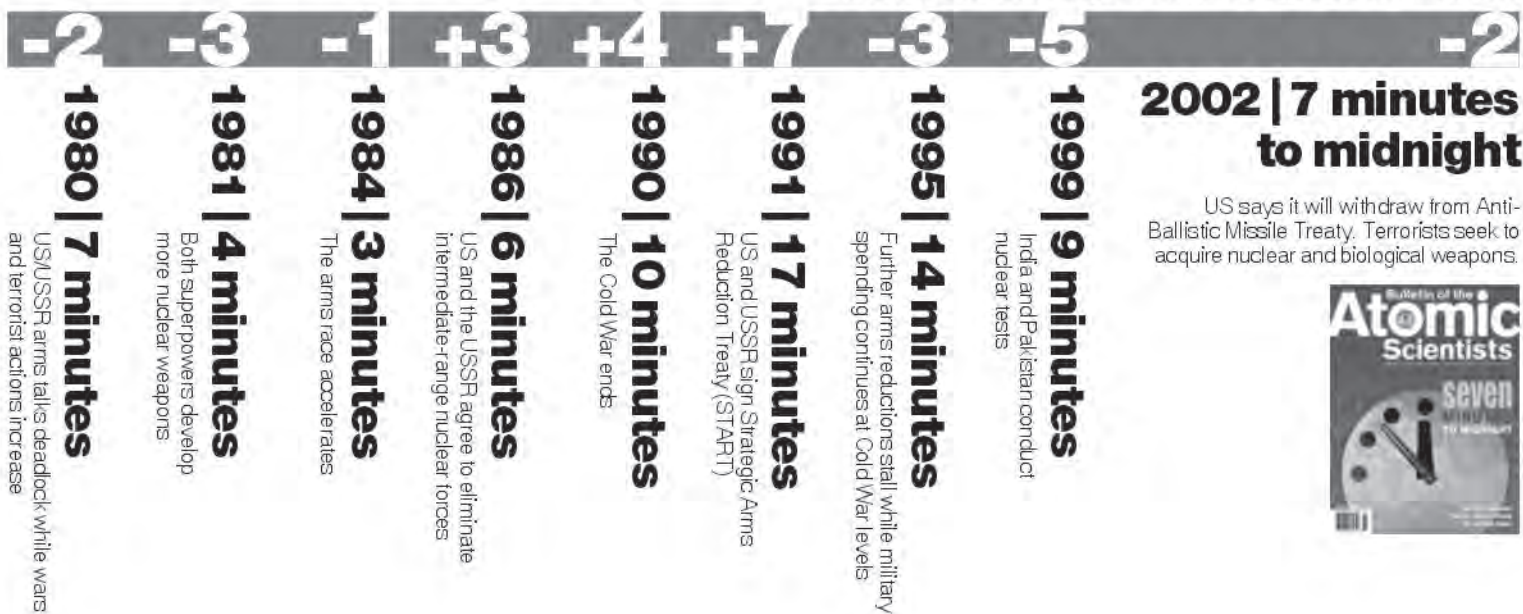 -2
1980 | 7 minutes
US/USSR arms talks deadlock while wars
and terrorist actions increase
-3
1981 | 4 minutes
Both superpowers develop
more nuclear weapons
-1
1984 | 3 minutes
The arms race accelerates
+3
1986 | 6 minutes
US and the USSR agree to eliminate
intermediate-range nuclear forces
+4
1990 | 10 minutes
The Cold War ends
+7
1991 | 17 minutes
US and USSR sign Strategic Arms
Reduction Treaty (START)
-3
1995 | 14 minutes
Further arms reductions stall while military
spending continues at Cold War levels
-5
1999 | 9 minutes
India and Pakistan conduct
nuclear tests
-2
2002 | 7 minutes
to midnight
US says it will withdraw from Anti-
Ballistic Missile Treaty. Terrorists seek to
acquire nuclear and biological weapons.
Bulletin of the
Atomic
Scientists
seven
MINUTES
TO MIDNIGHT